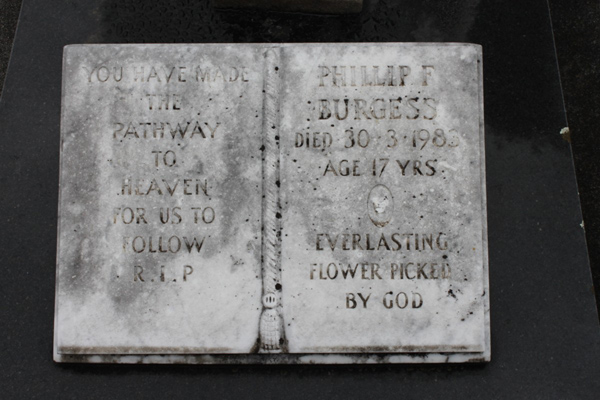 YOU HAVE MADE
THE
PATHWAY
TO
HEAVEN
FOR US TO
FOLLOW
R.I.P
PHILLIP F
BURGESS
DIED 30·3·1983
AGE 17 YRS
EVERLASTING
FLOWER PICKED
BY GOD